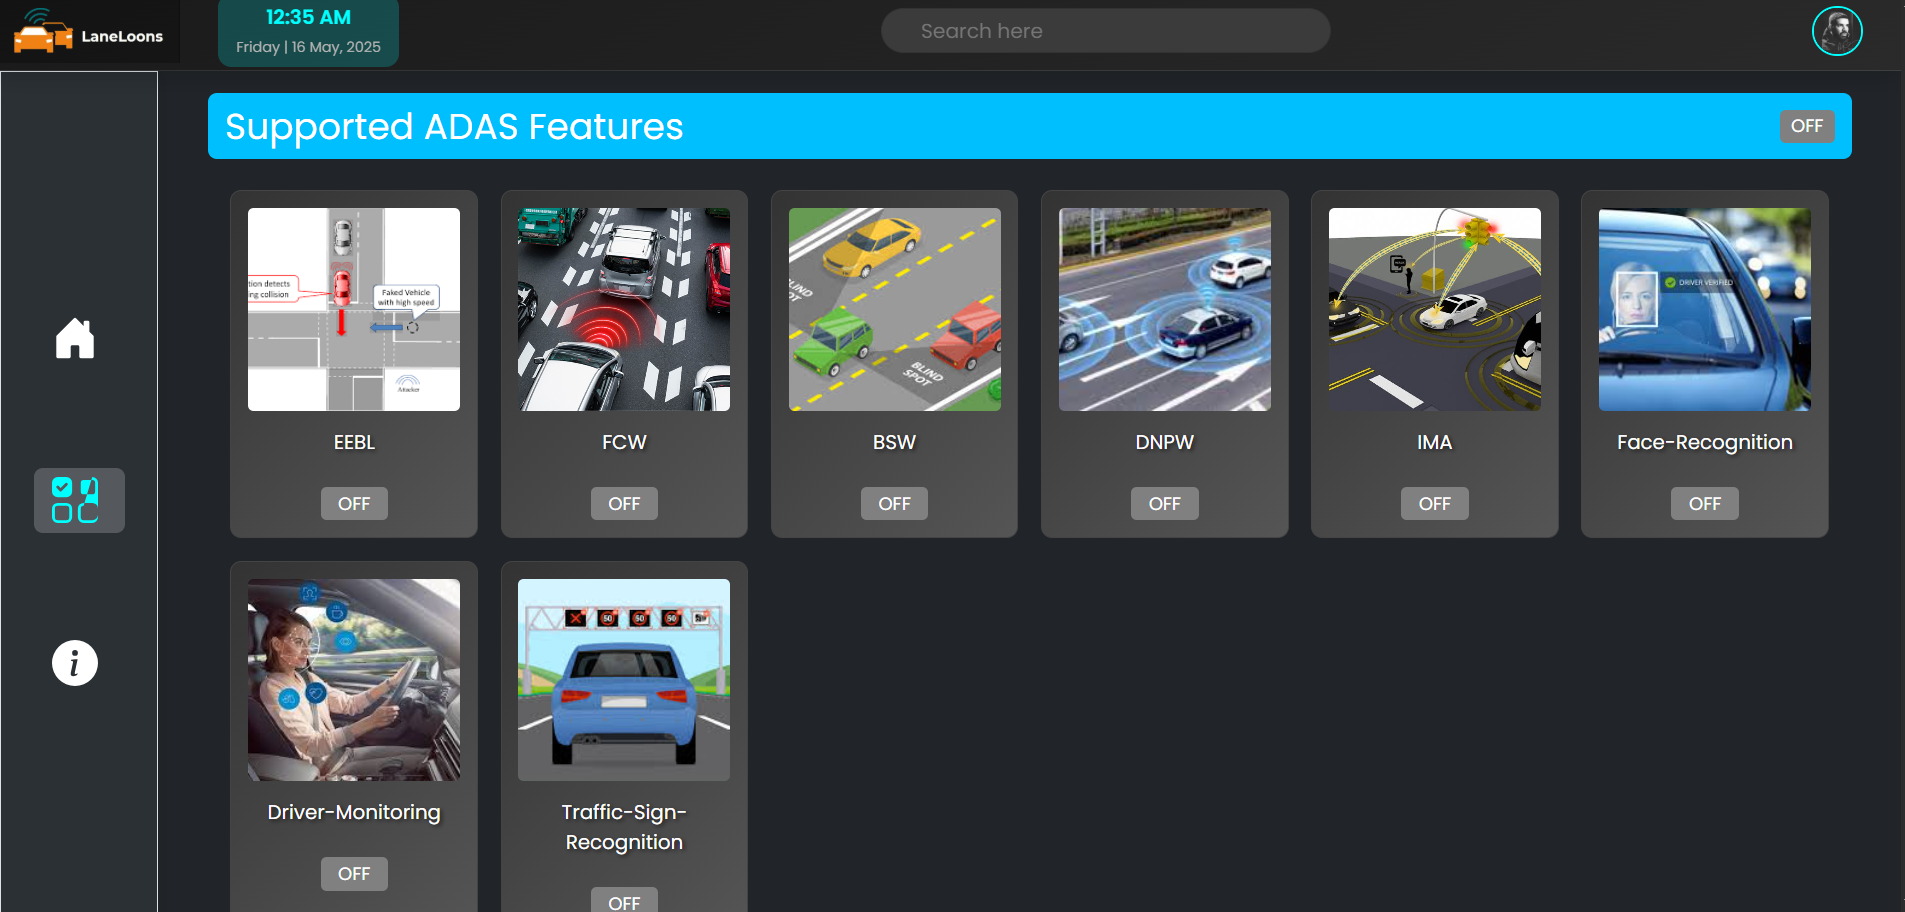 LaneLoons
12:35 AM
Friday | 16 May, 2025
Search here
Supported ADAS Features
OFF
tion detects
ing collision
Faked Vehicle
with high speed
Attacker
BLIND
SPOT
DRIVER VERIFIED
EEBL
FCW
BSW
DNPW
IMA
Face-Recognition
OFF
OFF
OFF
OFF
OFF
OFF
50
50
50
Driver-Monitoring
Traffic-Sign-
Recognition
OFF
OFF